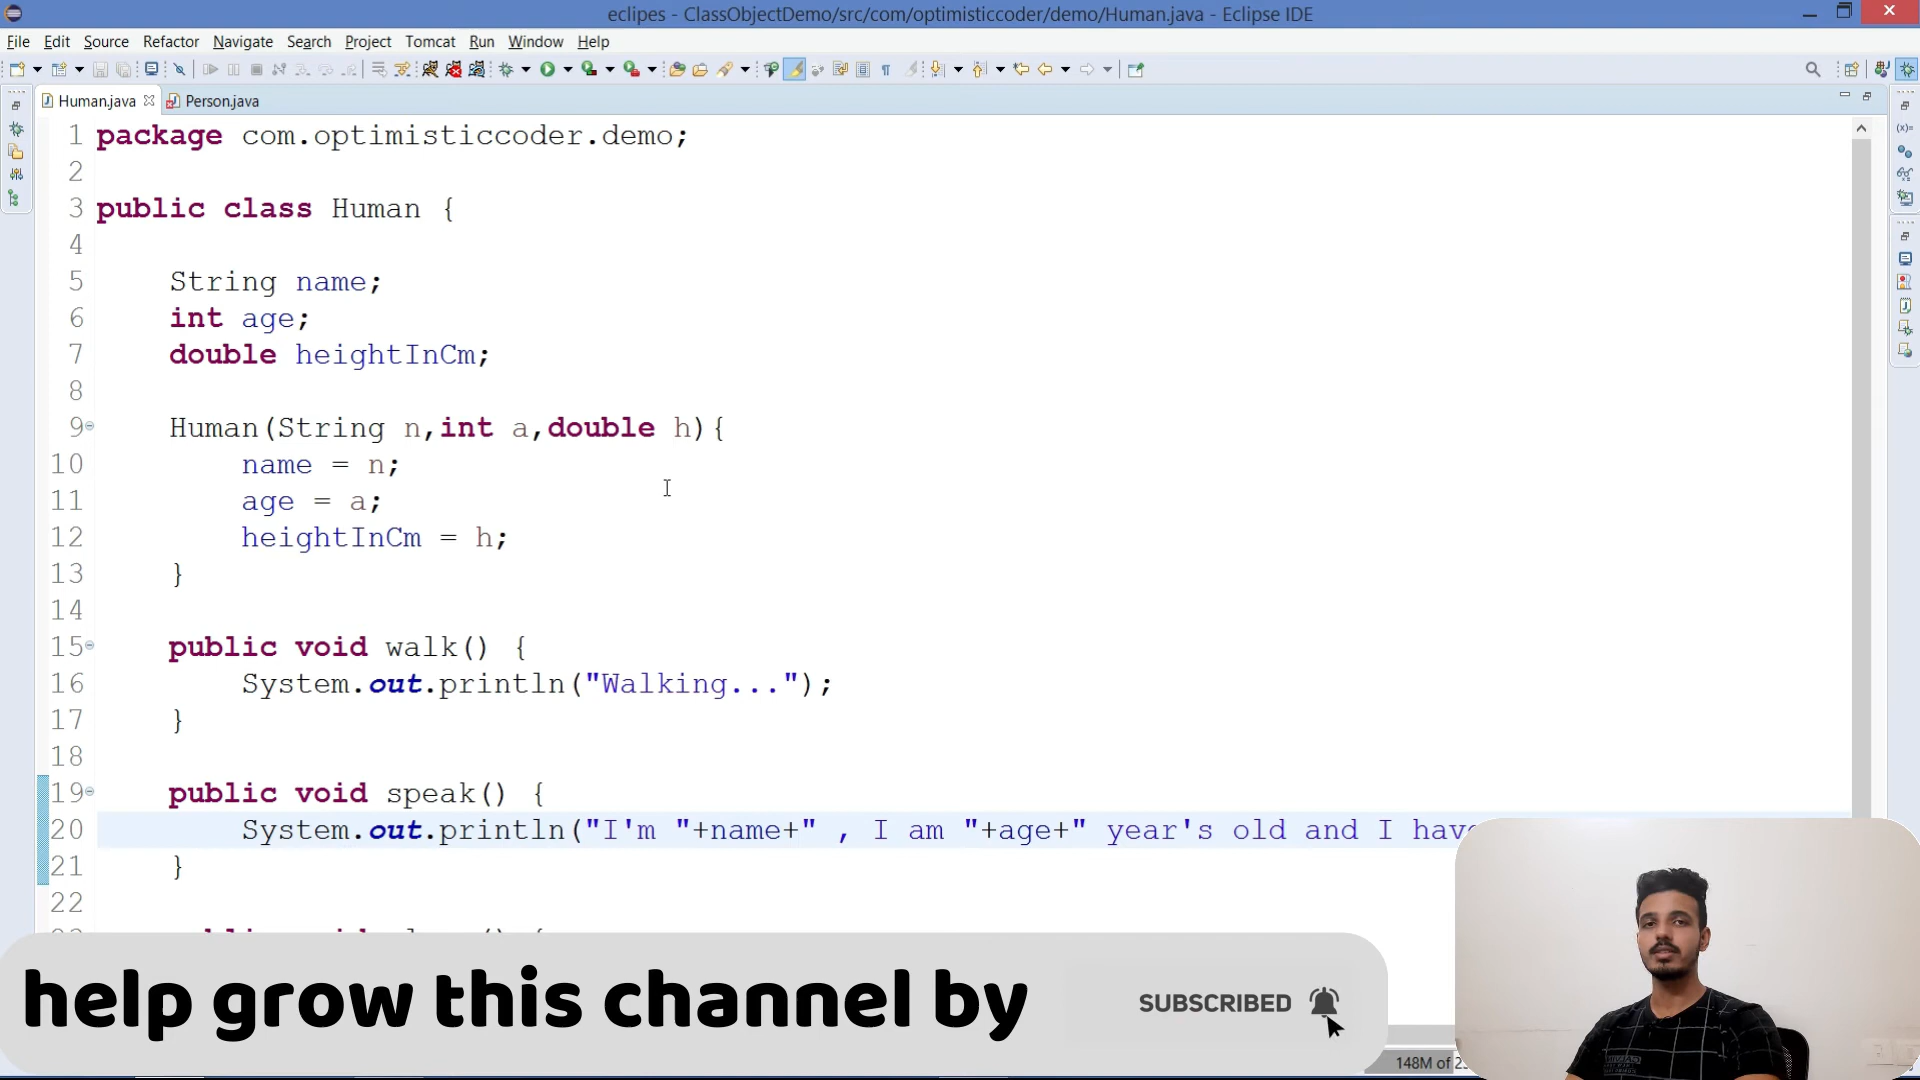 eclipes - ClassObjectDemo/src/com/optimisticcoder/demo/Human.java - Eclipse IDE
File Edit Source Refactor Navigate Search Project Tomcat Run Window Help
Human.java Person.java
1 package com.optimisticcoder.demo;
2
3 public class Human {
4
5 String name;
6 int age;
7 double heightInCm;
8
9 Human(String n,int a,double h){
10 name = n;
11 age = a;
12 heightInCm = h;
13 }
14
15 public void walk() {
16 System.out.println("Walking...");
17 }
18
19 public void speak() {
20 System.out.println("I'm "+name+" , I am "+age+" year's old and I have
21 }
22
help grow this channel by
SUBSCRIBED
148M of